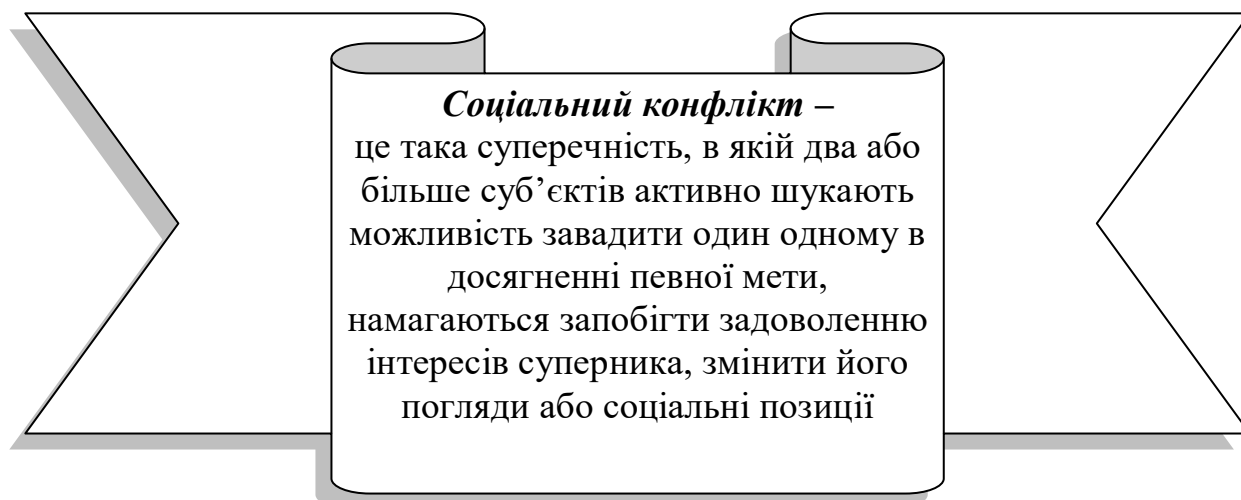 Соціальний конфлікт –
це така суперечність, в якій два або
більше суб’єктів активно шукають
можливість завадити один одному в
досягненні певної мети,
намагаються запобігти задоволенню
інтересів суперника, змінити його
погляди або соціальні позиції